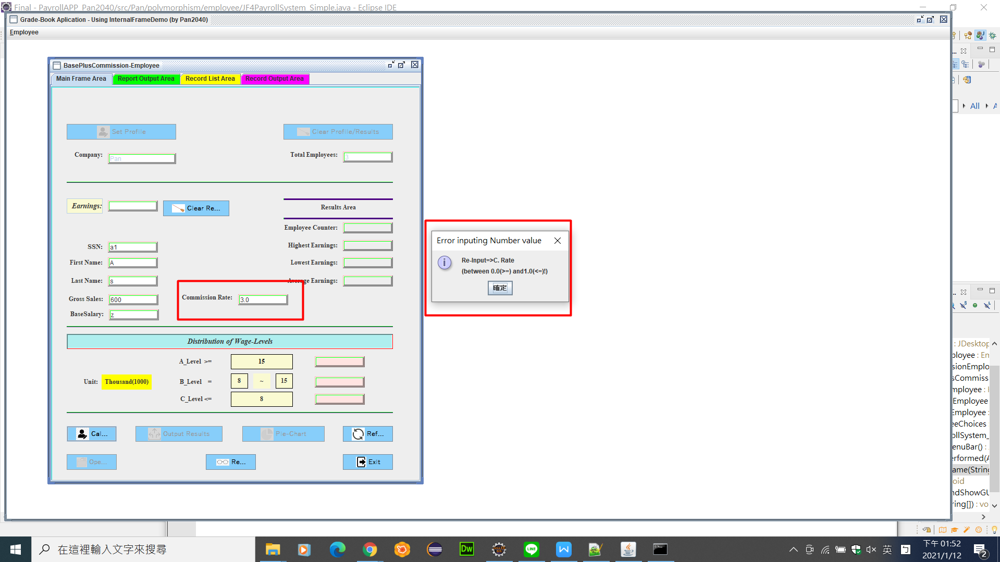 Final - PayrollAPP_Pan2040/src/Pan/polymorphism/employee/JF4PayrollSystem_Simple.java - Eclipse IDE
Grade-Book Aplication - Using InternalFrameDemo (by Pan2040)
Employee
BasePlusCommission-Employee
Main Frame Area
Report Output Area
Record List Area
Record Output Area
Set Profile
Clear Profile/Results
Company:
Pan
Total Employees:
3
Earnings:
Clear Re...
Results Area
Employee Counter:
SSN:
a1
Highest Earnings:
First Name:
A
Lowest Earnings:
Last Name:
s
Average Earnings:
Gross Sales:
600
Commission Rate:
3.0
BaseSalary:
z
Error inputing Number value
Re-Input=>C. Rate
(between 0.0(>=) and1.0(<=)!)
確定
Distribution of Wage-Levels
A_Level >=
15
Unit:
Thousand(1000)
B_Level =
8
~
15
C_Level <=
8
Cal...
Output Results
Pie-Chart
Ref...
Ope...
Re...
Exit
All
: JDesktop
ployee : Em
sionEmplo
sCommiss
mployee :
Employee
Employee :
eeChoices
ollSystem_
enuBar() :
erformed(A
ame(String
oid
ndShowGU
ring[]) : vo
在這裡輸入文字來搜尋
Dw
LINE
英
下午 01:52
2021/1/12
2